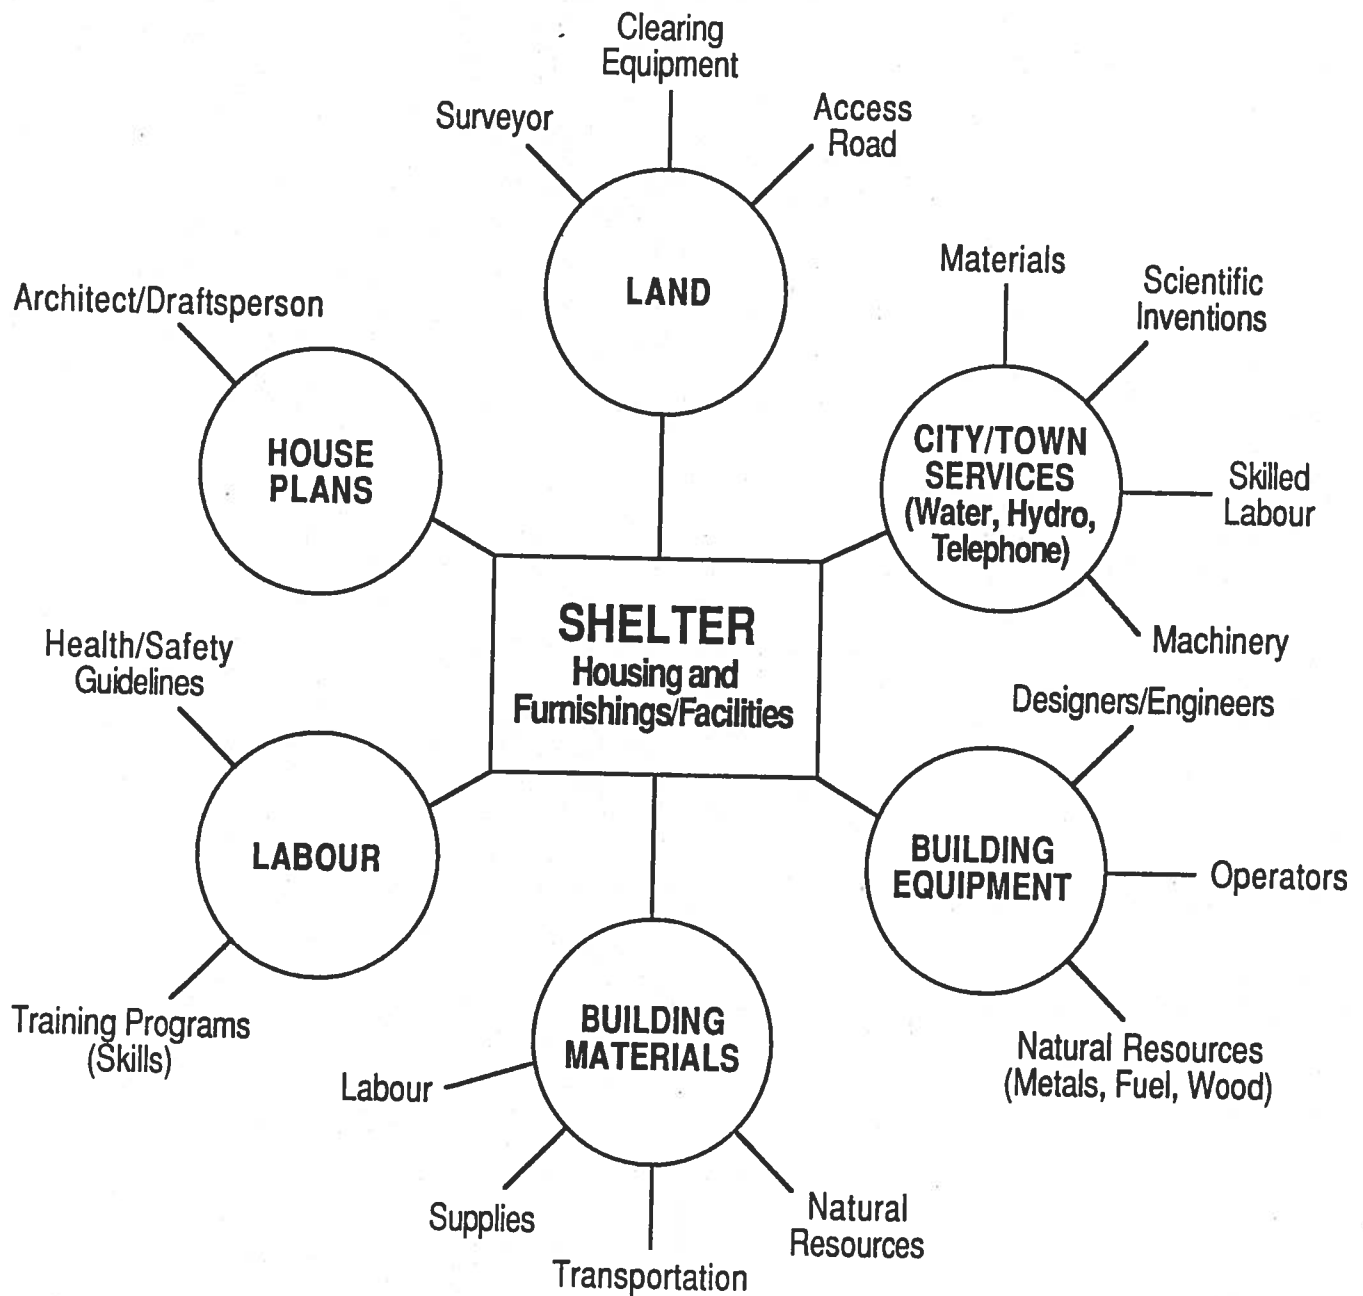 Clearing
Equipment
Surveyor
Access
Road
LAND
Materials
Scientific
Inventions
Architect/Draftsperson
HOUSE
PLANS
CITY/TOWN
SERVICES
(Water, Hydro,
Telephone)
Skilled
Labour
Machinery
SHELTER
Housing and
Furnishings/Facilities
Health/Safety
Guidelines
Designers/Engineers
LABOUR
BUILDING
EQUIPMENT
Operators
Training Programs
(Skills)
BUILDING
MATERIALS
Natural Resources
(Metals, Fuel, Wood)
Labour
Supplies
Transportation
Natural
Resources